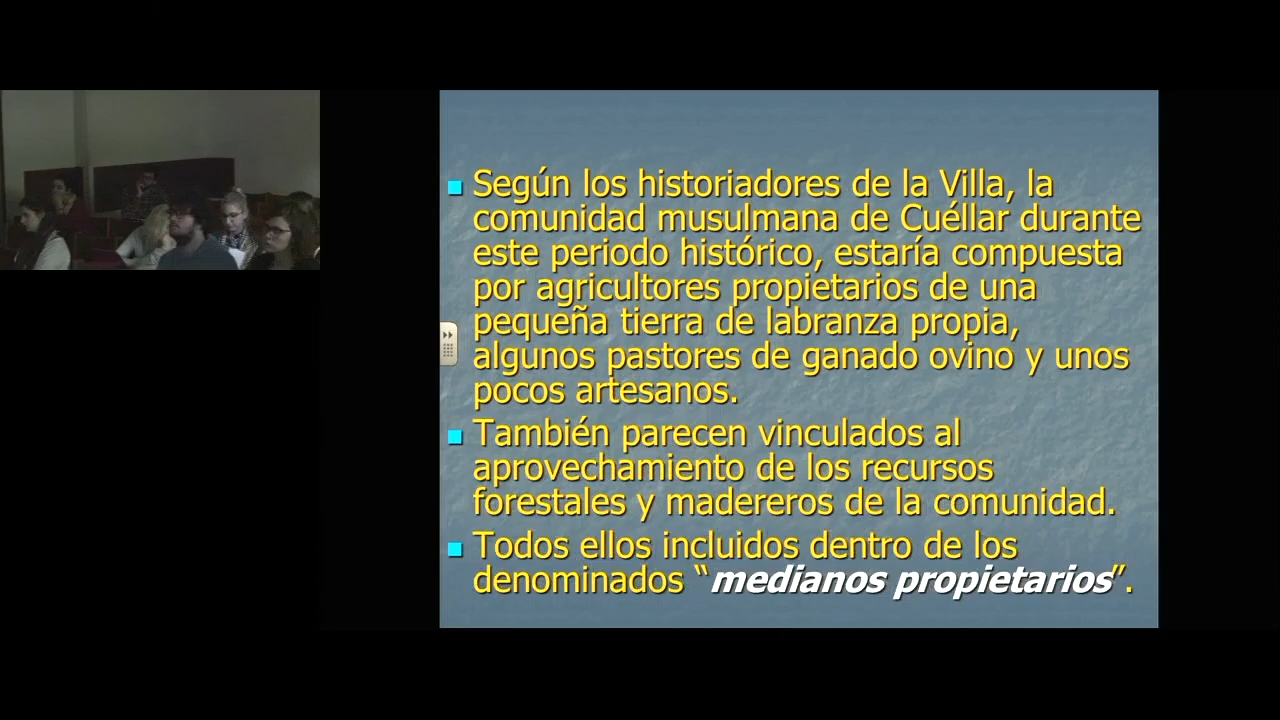 Según los historiadores de la Villa, la
comunidad musulmana de Cuéllar durante
este periodo histórico, estaría compuesta
por agricultores propietarios de una
pequeña tierra de labranza propia,
algunos pastores de ganado ovino y unos
pocos artesanos.
También parecen vinculados al
aprovechamiento de los recursos
forestales y madereros de la comunidad.
Todos ellos incluidos dentro de los
denominados “medianos propietarios”.